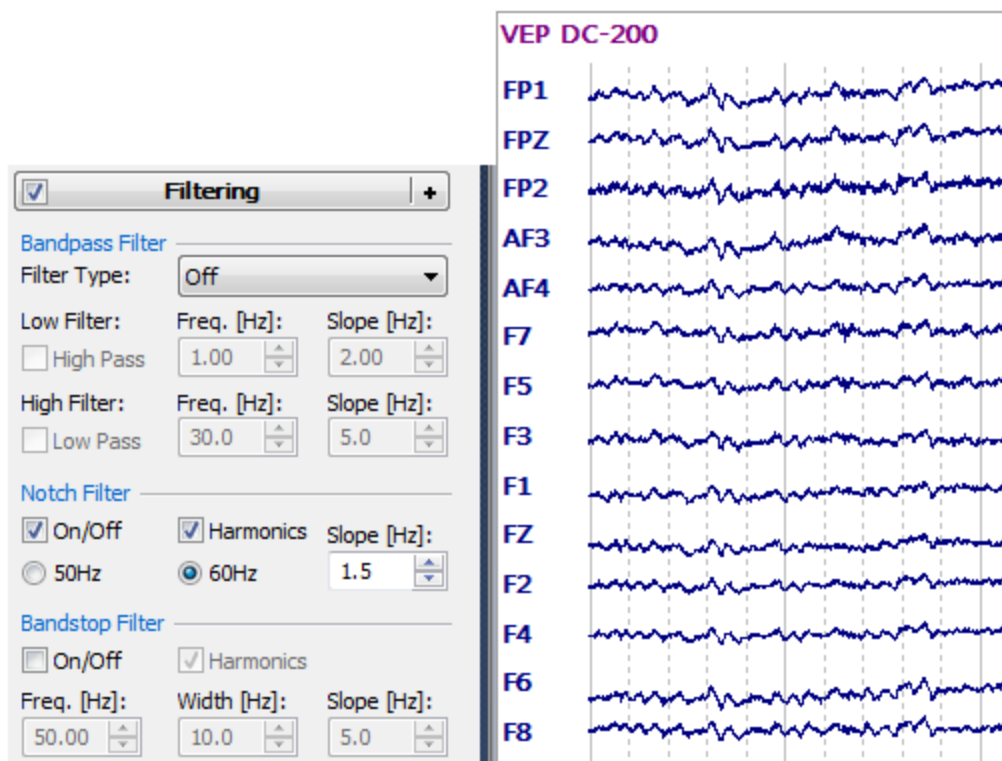 VEP DC-200
FP1
FPZ
FP2
AF3
AF4
F7
F5
F3
F1
FZ
F2
F4
F6
F8
Filtering +
Bandpass Filter
Filter Type: Off
Low Filter: Freq. [Hz]: Slope [Hz]:
High Pass 1.00 2.00
High Filter: Freq. [Hz]: Slope [Hz]:
Low Pass 30.0 5.0
Notch Filter
On/Off Harmonics Slope [Hz]:
50Hz 60Hz 1.5
Bandstop Filter
On/Off Harmonics
Freq. [Hz]: Width [Hz]: Slope [Hz]:
50.00 10.0 5.0